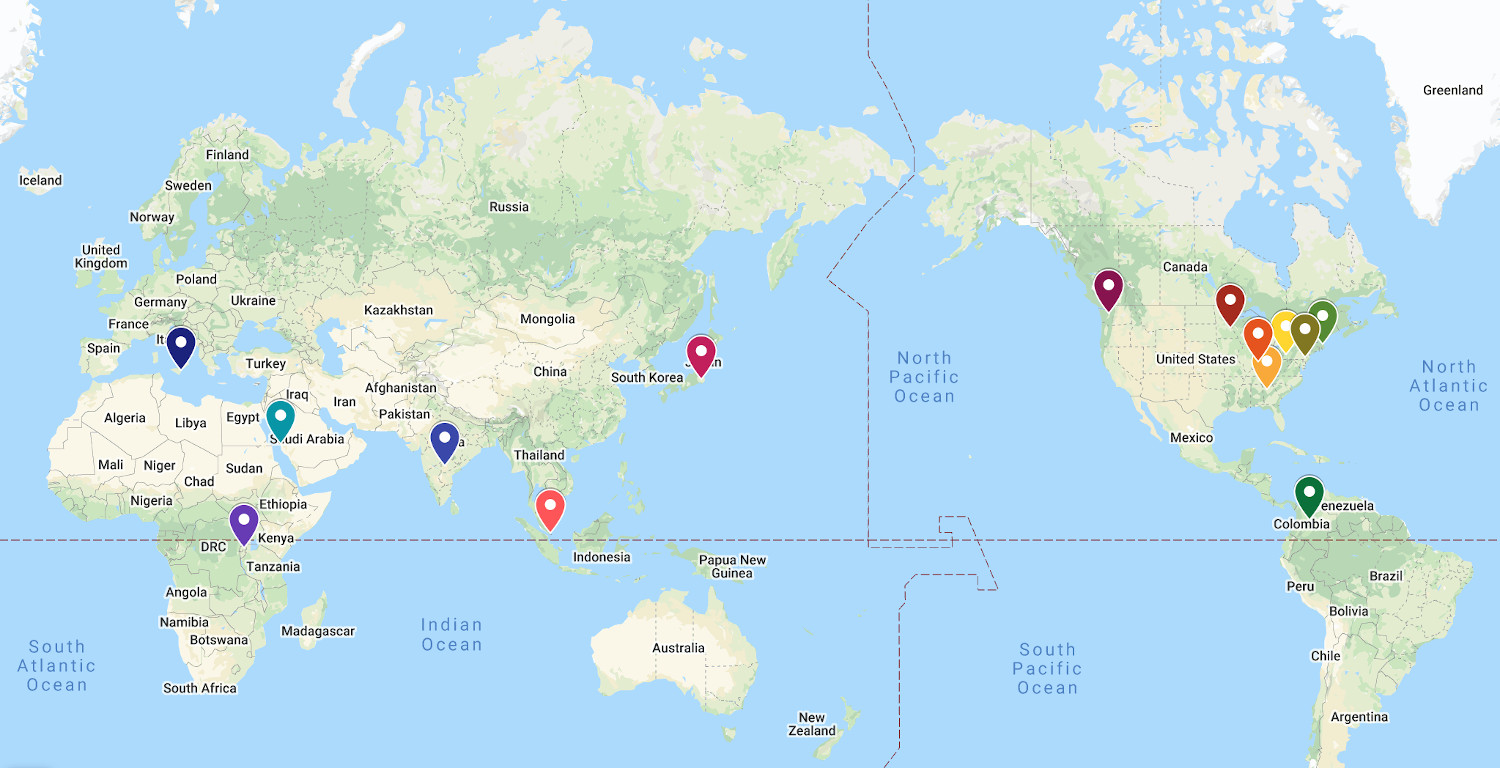 Greenland
Iceland
Finland
Sweden
Norway
Russia
United
Kingdom
Poland
Germany
Ukraine
France
Kazakhstan
Mongolia
It
Spain
Turkey
China
South Korea
n
Afghanistan
Iraq
Iran
Pakistan
Algeria
Libya
Egypt
Saudi Arabia
a
Mali
Niger
Chad
Sudan
Thailand
Nigeria
Ethiopia
DRC
Kenya
Tanzania
Indonesia
Papua New
Guinea
Angola
Namibia
Botswana
Madagascar
South Africa
Indian
Ocean
South
Atlantic
Ocean
Australia
New
Zealand
Canada
United States
Mexico
North
Pacific
Ocean
North
Atlantic
Ocean
enezuela
Colombia
Brazil
Peru
Bolivia
Chile
Argentina
South
Pacific
Ocean